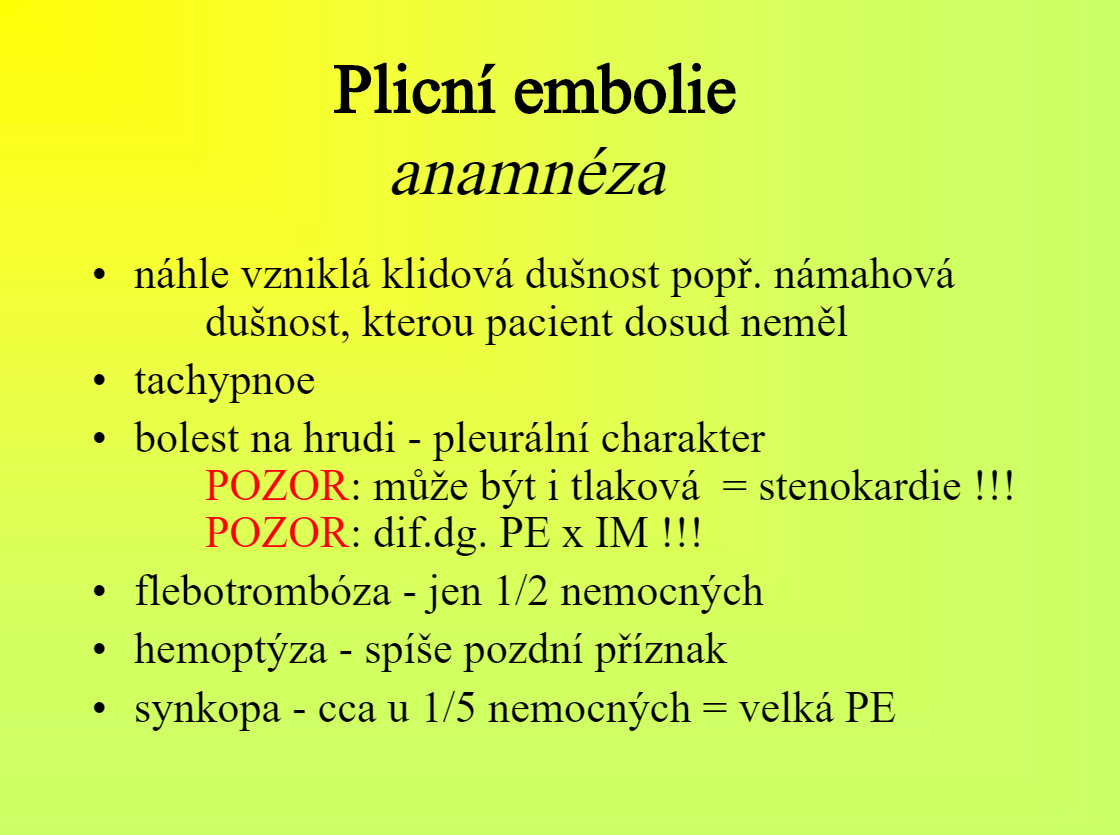 Plicní embolie
anamnéza
• náhle vzniklá klidová dušnost popř. námahová
dušnost, kterou pacient dosud neměl
• tachypnoe
• bolest na hrudi - pleurální charakter
POZOR: může být i tlaková = stenokardie !!!
POZOR: dif.dg. PE x IM !!!
• flebotrombóza - jen 1/2 nemocných
• hemoptýza - spíše pozdní příznak
• synkopa - cca u 1/5 nemocných = velká PE